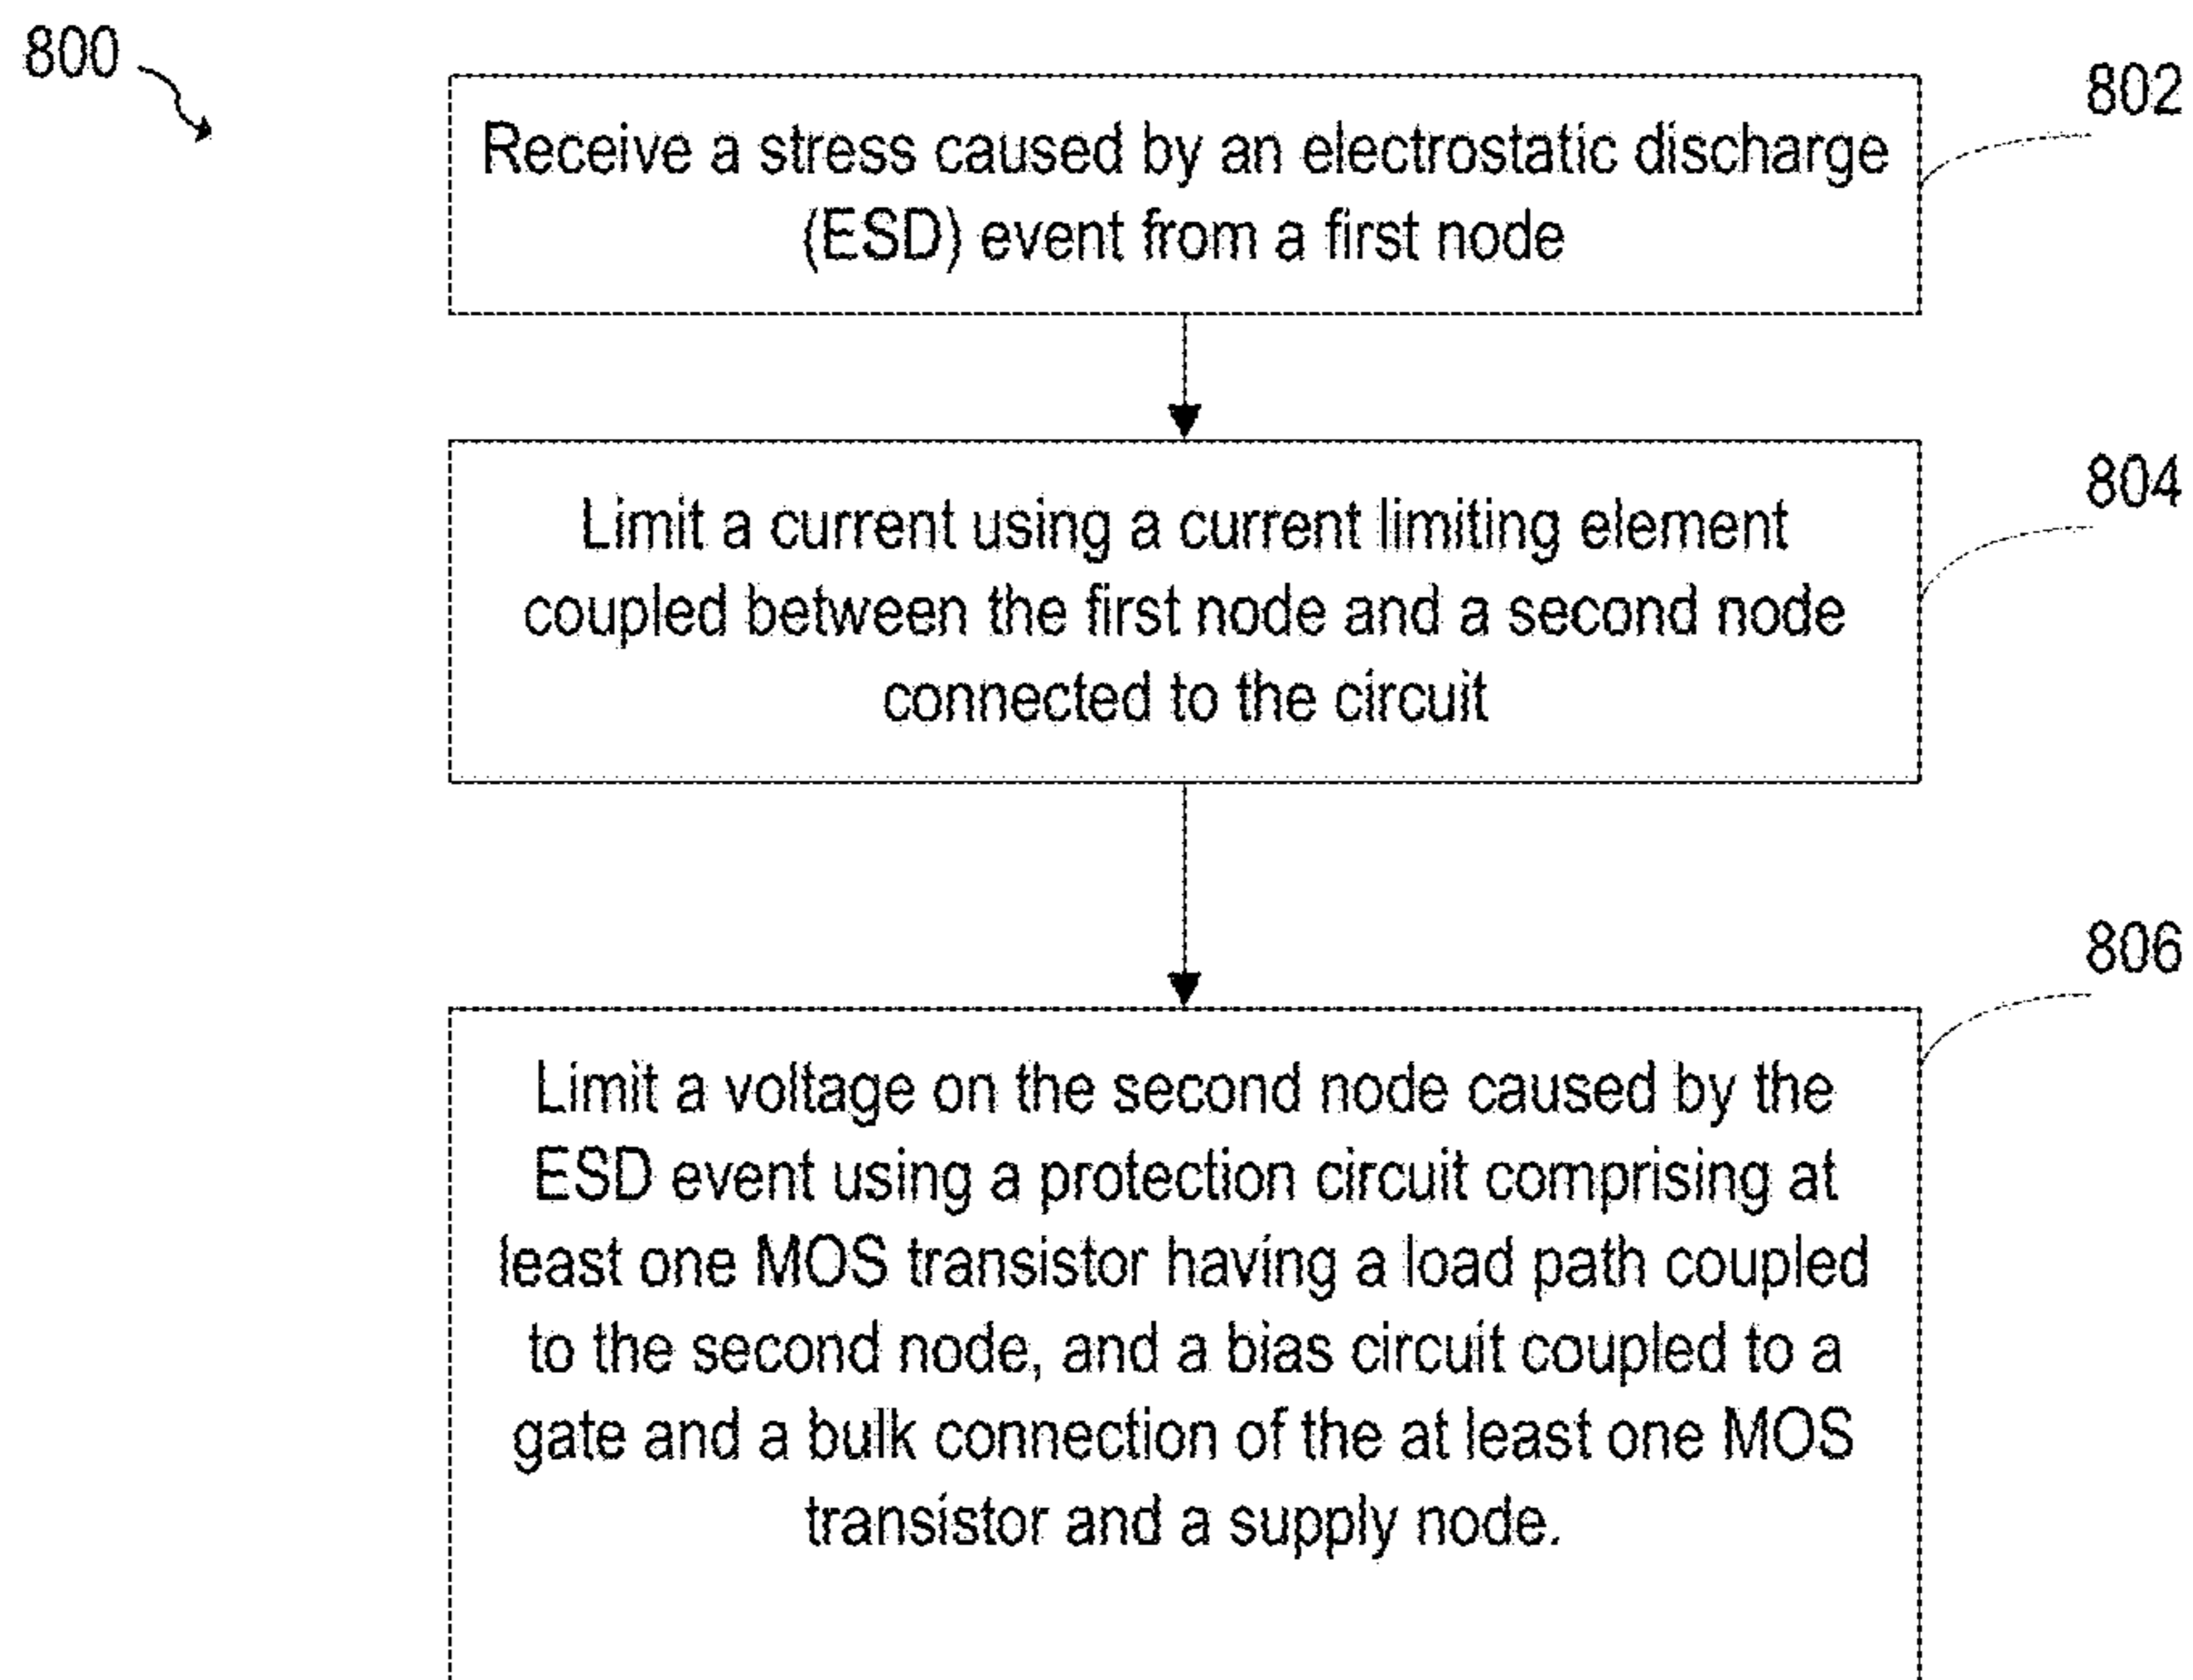 800
802
Receive a stress caused by an electrostatic discharge
(ESD) event from a first node
804
Limit a current using a current limiting element
coupled between the first node and a second node
connected to the circuit
806
Limit a voltage on the second node caused by the
ESD event using a protection circuit comprising at
least one MOS transistor having a load path coupled
to the second node, and a bias circuit coupled to a
gate and a bulk connection of the at least one MOS
transistor and a supply node.